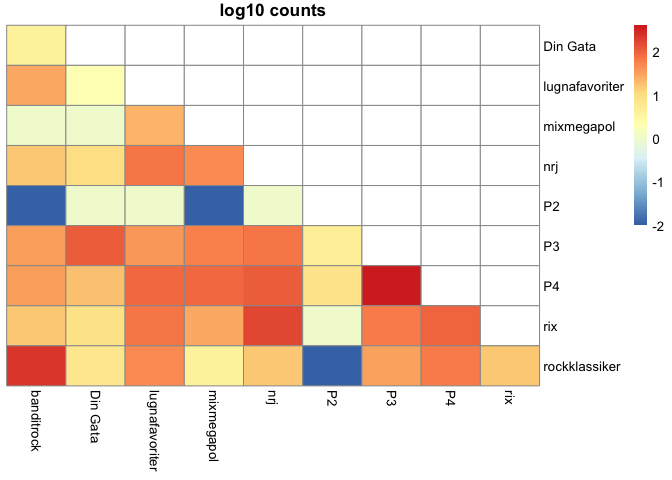 log10 counts
Din Gata
lugnafavoriter
mixmegapol
nrj
P2
P3
P4
rix
rockklassiker
banditrock
Din Gata
lugnafavoriter
mixmegapol
nrj
P2
P3
P4
rix
2
1
0
-1
-2